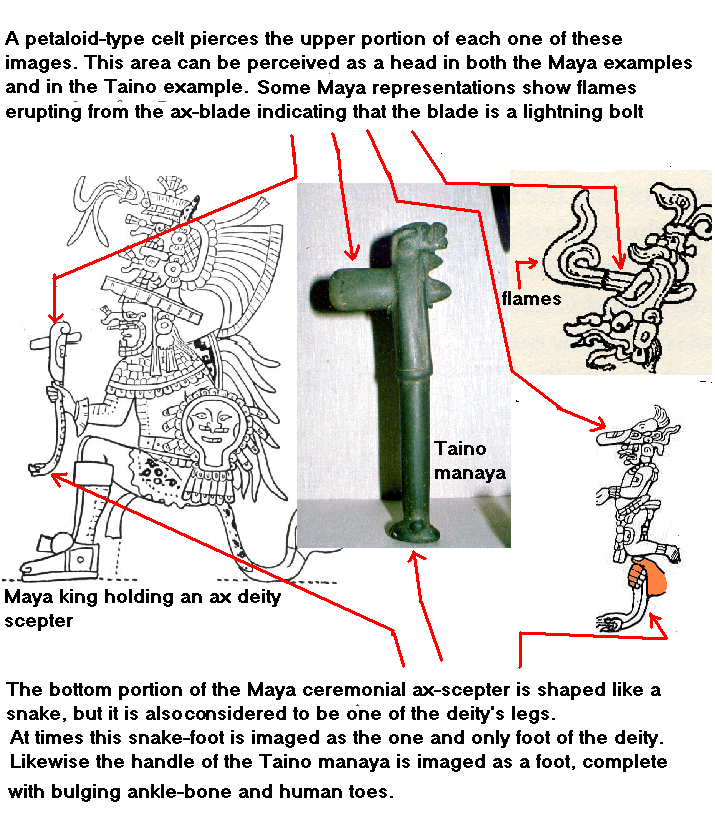 A petaloid-type celt pierces the upper portion of each one of these
images. This area can be perceived as a head in both the Maya examples
and in the Taino example. Some Maya representations show flames
erupting from the ax-blade indicating that the blade is a lightning bolt
flames
Taino
manaya
Maya king holding an ax deity
scepter
The bottom portion of the Maya ceremonial ax-scepter is shaped like a
snake, but it is alsoconsidered to be one of the deity's legs.
At times this snake-foot is imaged as the one and only foot of the deity.
Likewise the handle of the Taino manaya is imaged as a foot, complete
with bulging ankle-bone and human toes.